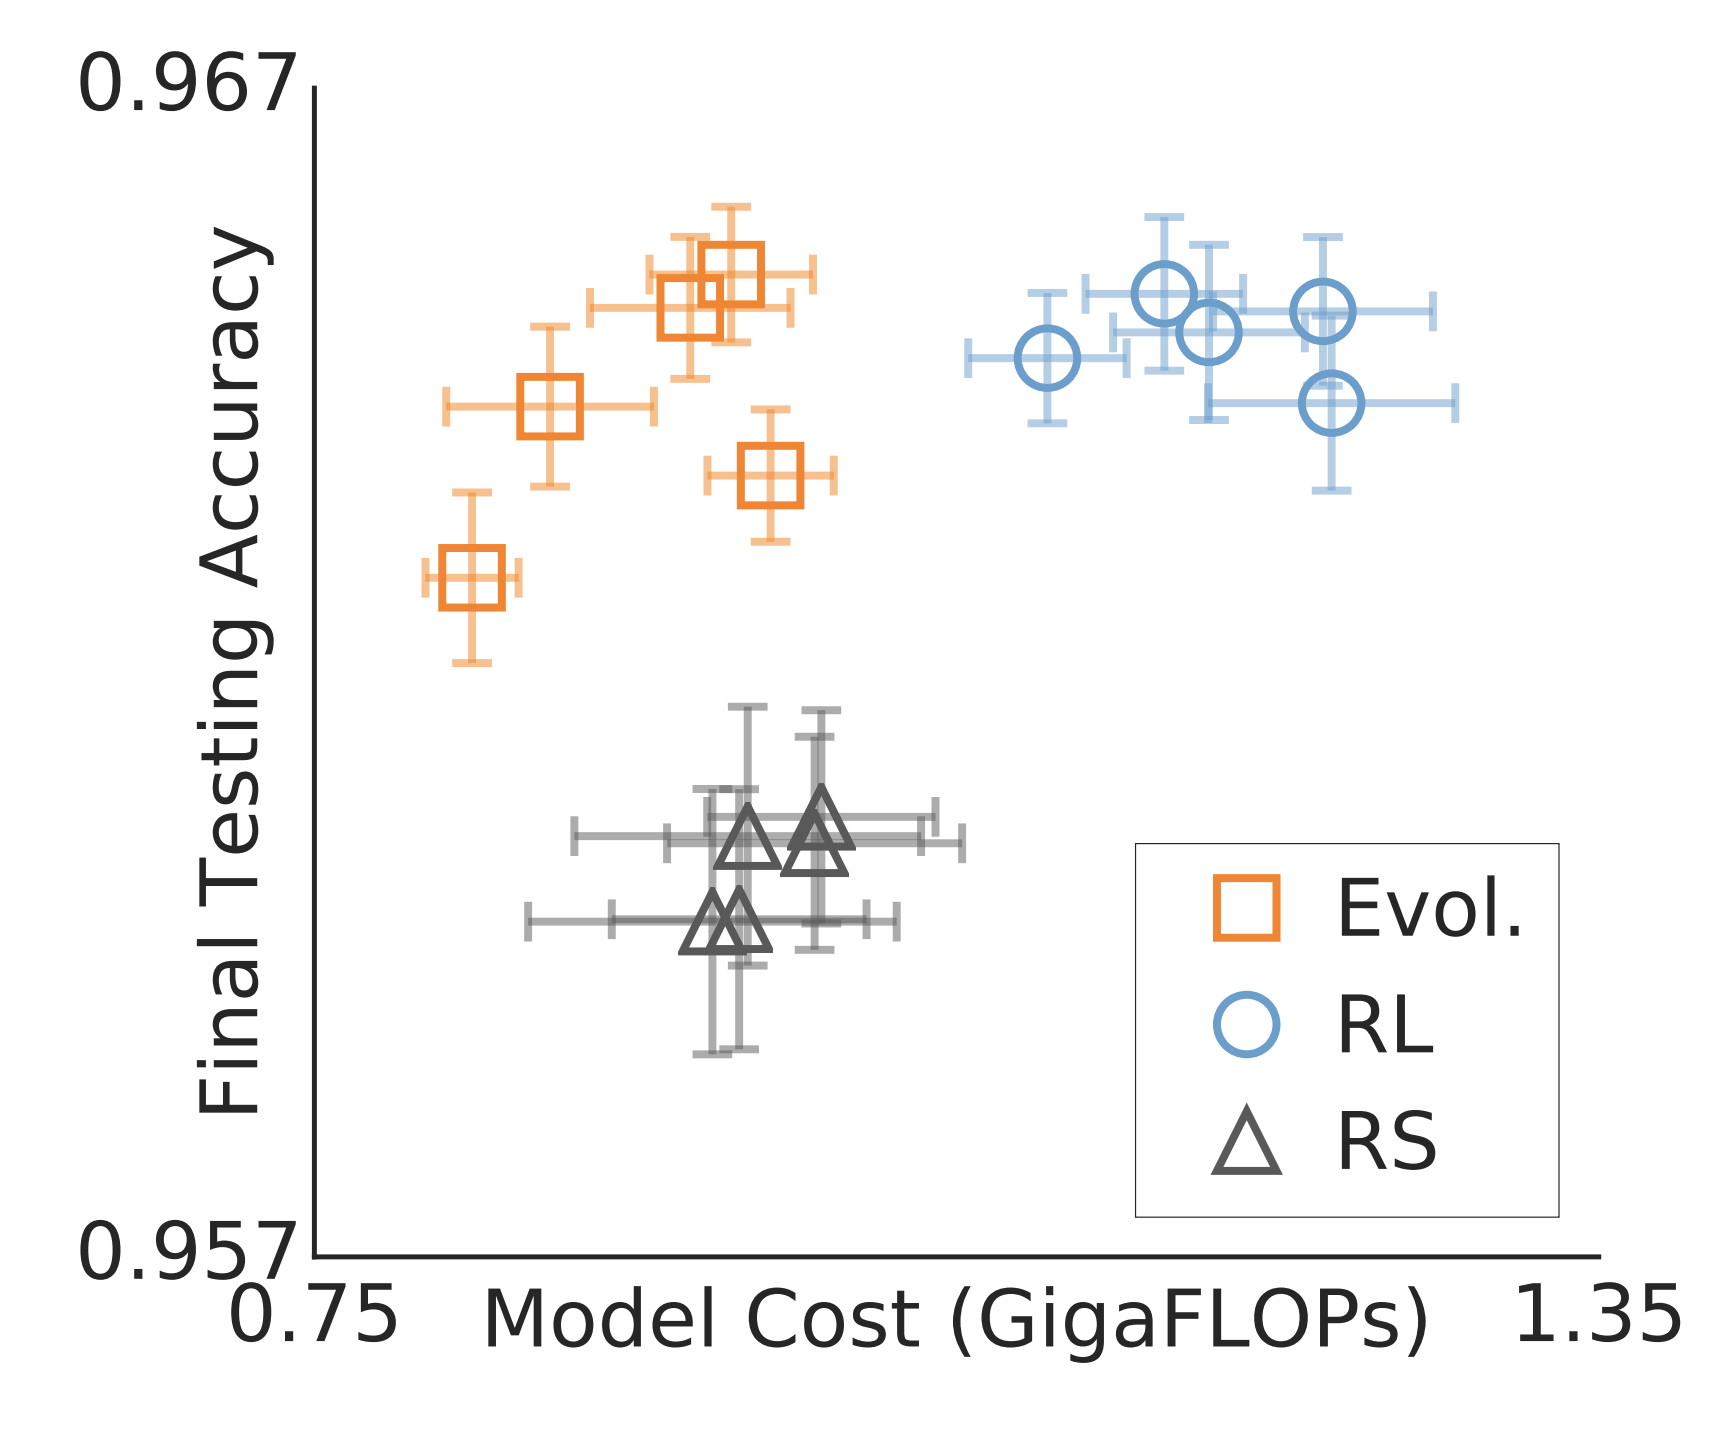 0.967
Final Testing Accuracy
0.957
0.75
Model Cost (GigaFLOPs)
1.35
Evol.
RL
RS